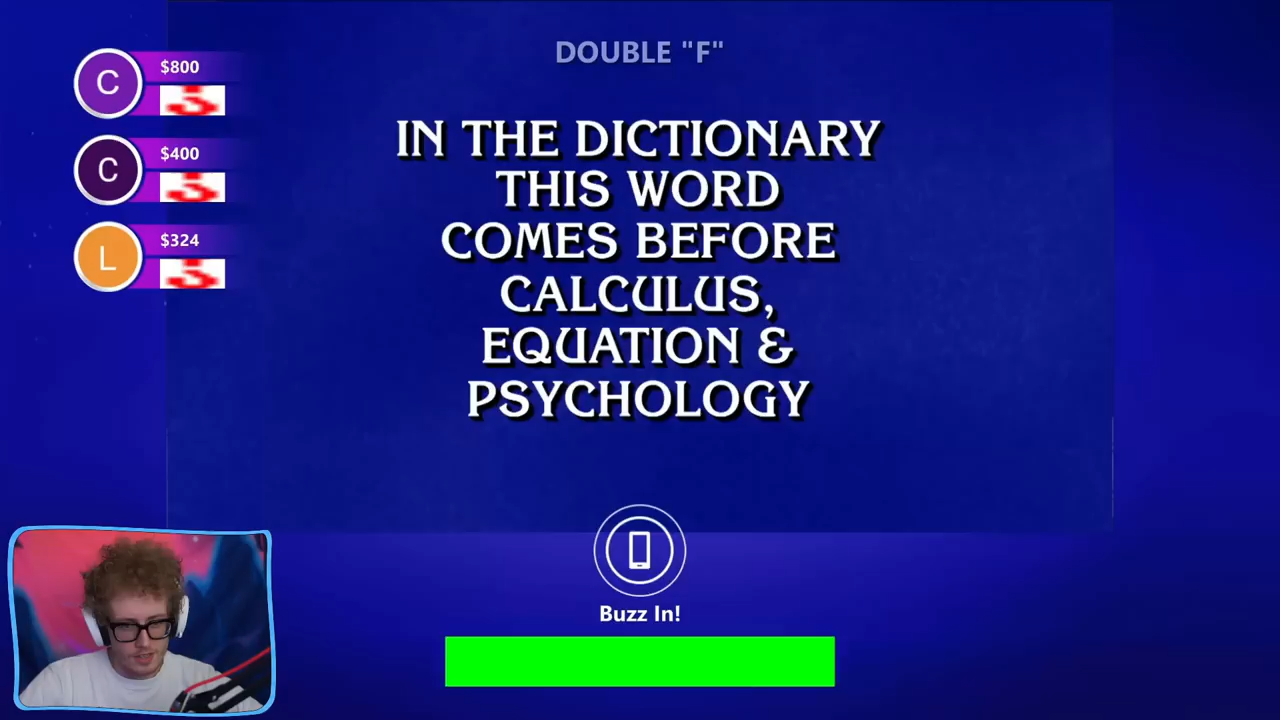 DOUBLE "F"
C
$800
C
$400
L
$324
IN THE DICTIONARY
THIS WORD
COMES BEFORE
CALCULUS,
EQUATION &
PSYCHOLOGY
Buzz In!